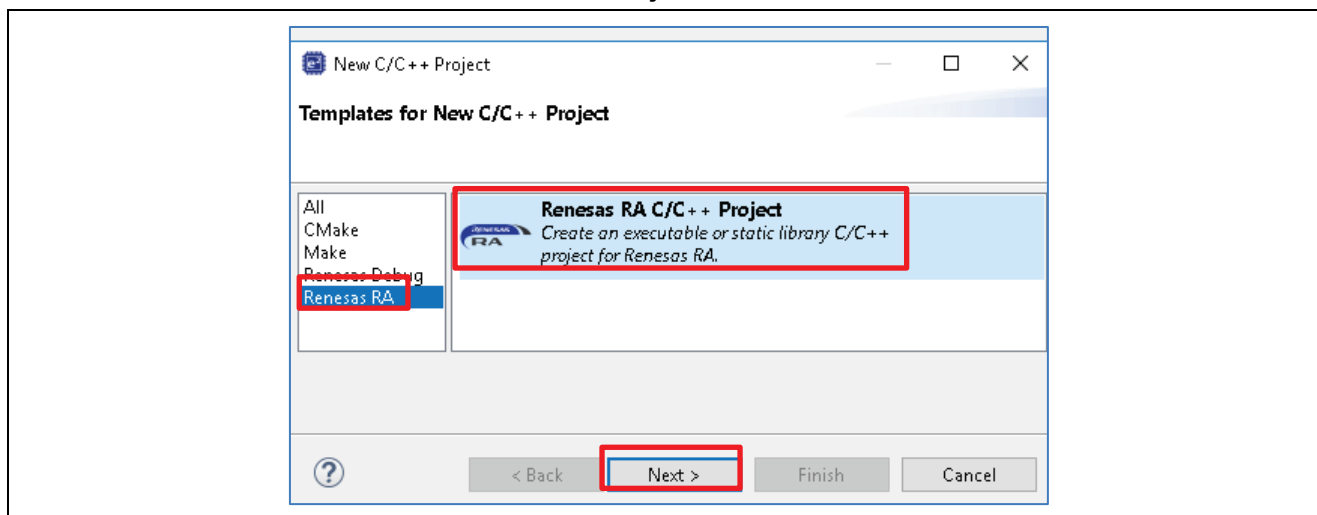 New C/C++ Project
Templates for New C/C++ Project
All
CMake
Make
Renesas Debug
Renesas RA
RENESAS
RA
Renesas RA C/C++ Project
Create an executable or static library C/C++
project for Renesas RA.
?
< Back
Next >
Finish
Cancel